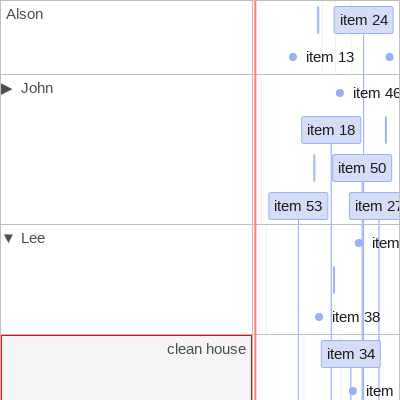 Alson
item 24
item 13
▶ John
item 46
item 18
item 50
item 53
item 27
▼ Lee
item
item 38
clean house
item 34
item